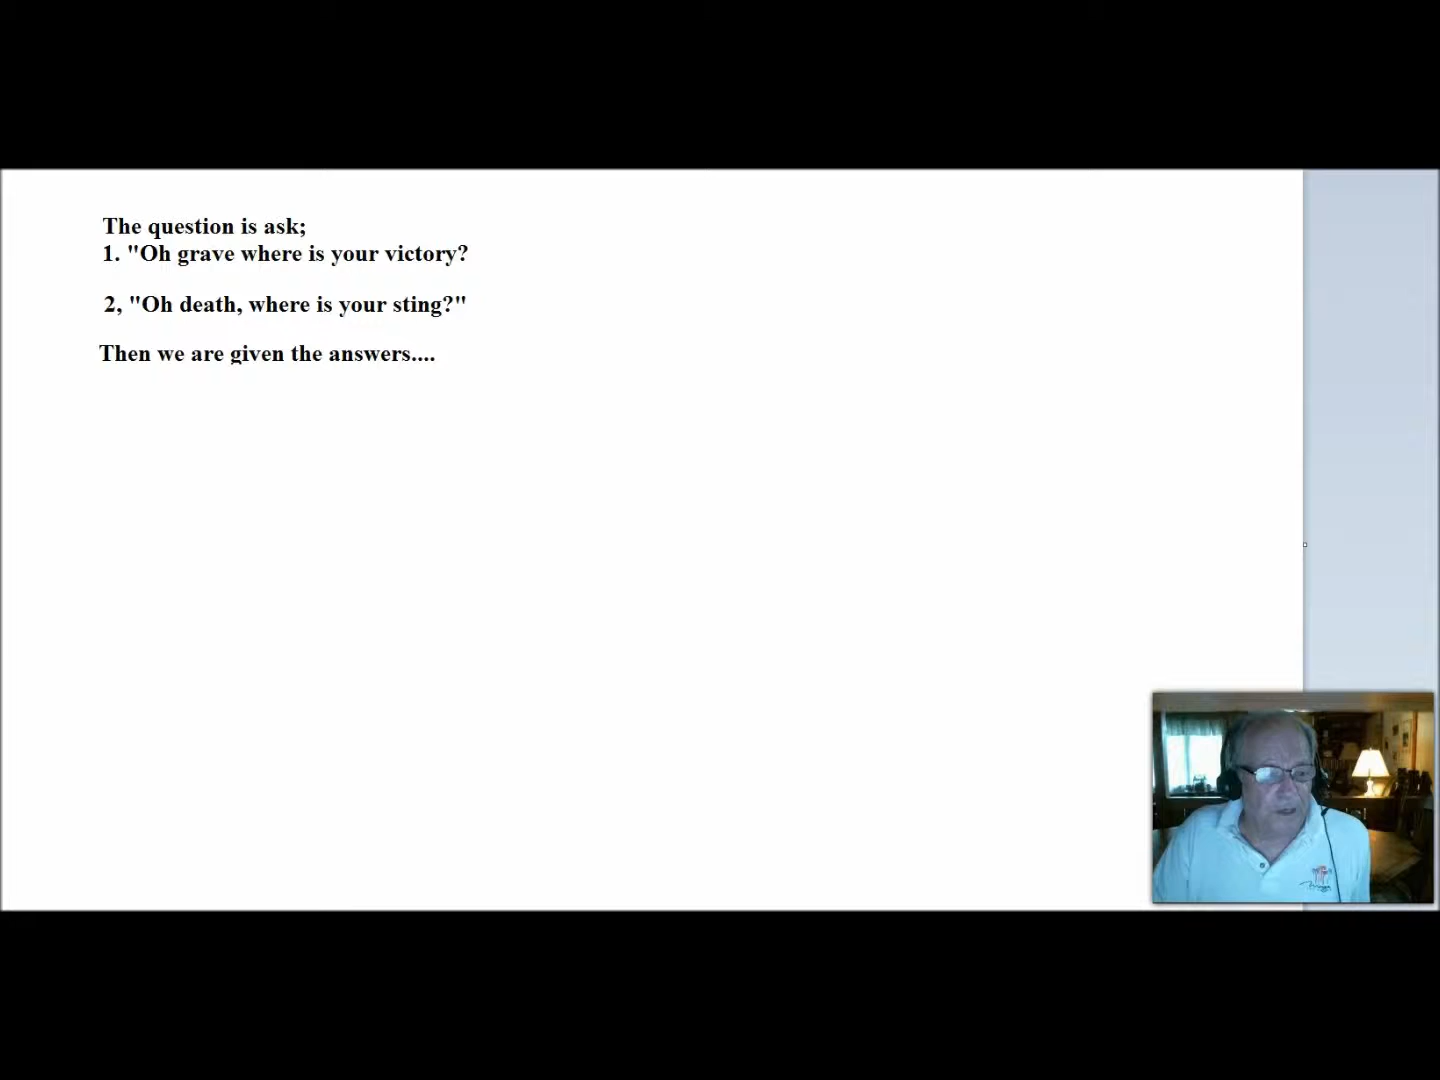 The question is ask;
1. "Oh grave where is your victory?
2, "Oh death, where is your sting?"
Then we are given the answers....